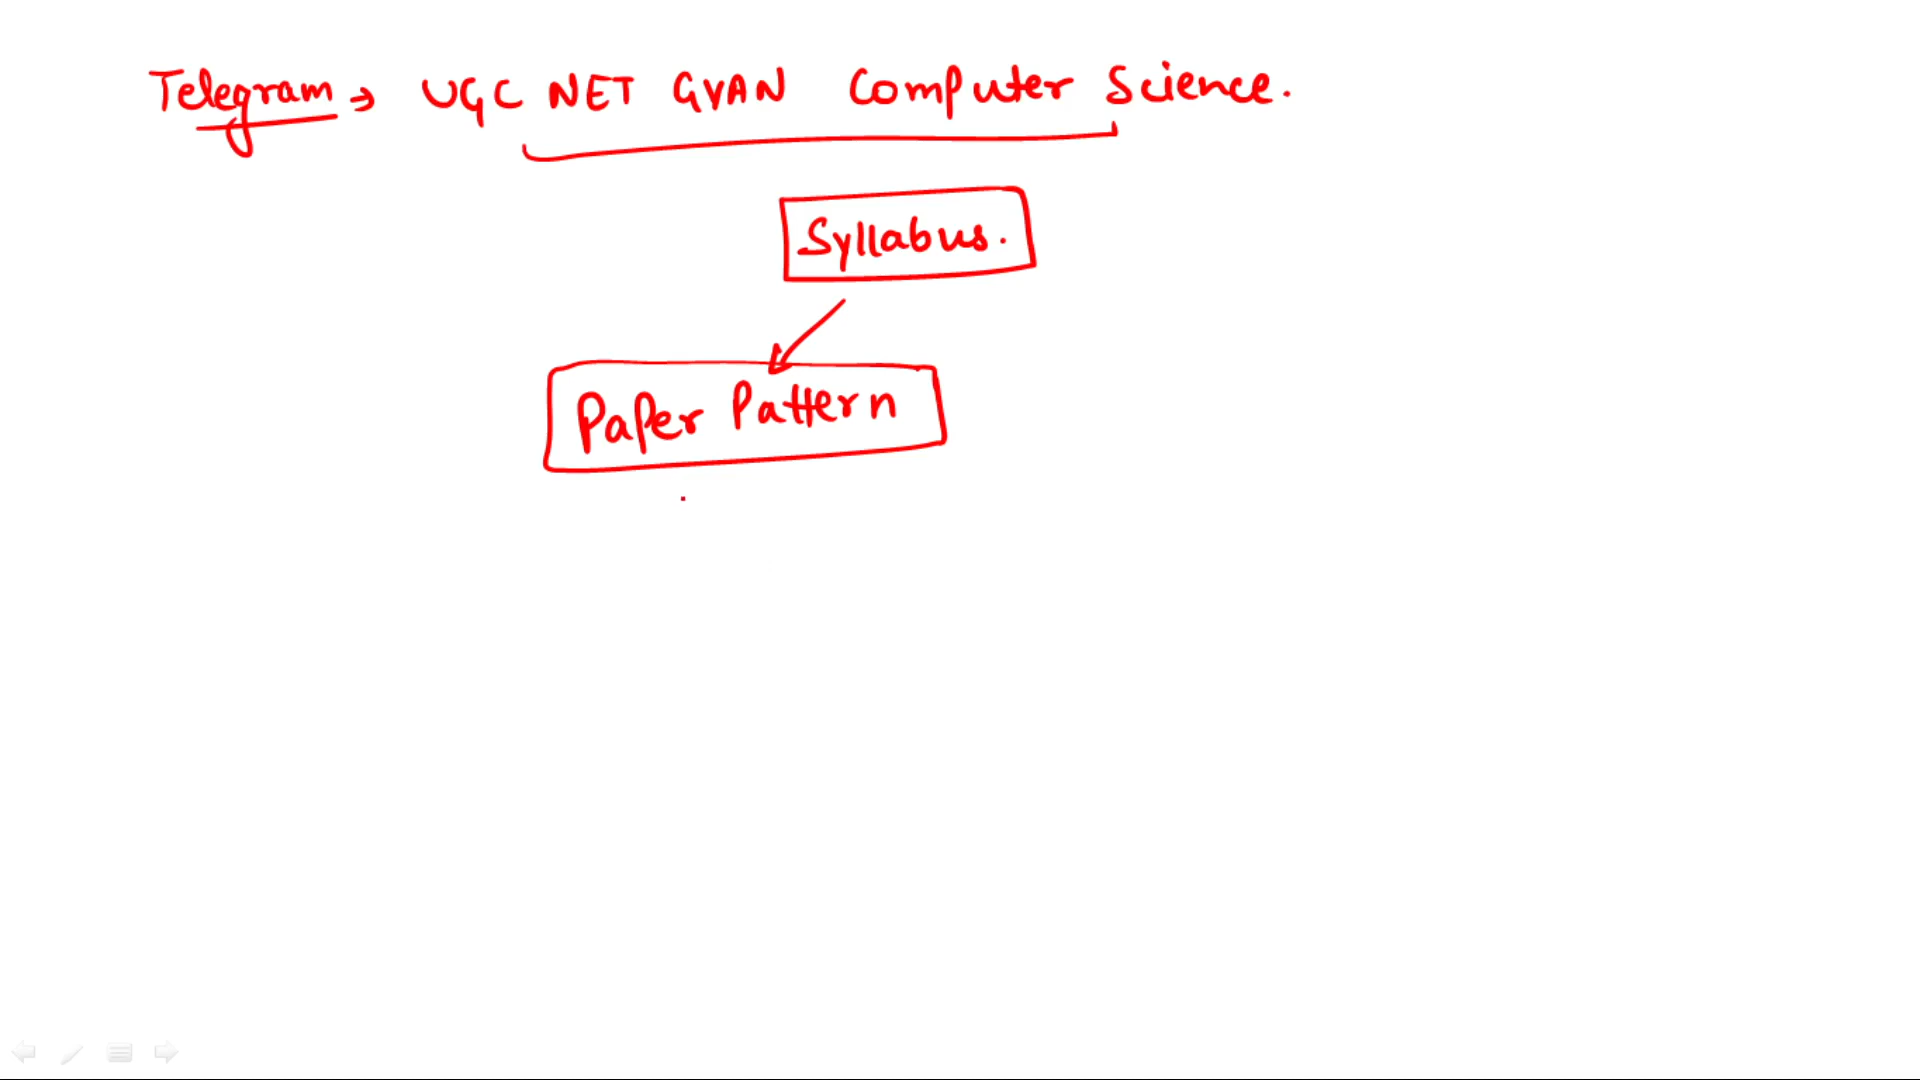 Telegram → UGC NET GYAN Computer Science.
Syllabus.
Paper Pattern